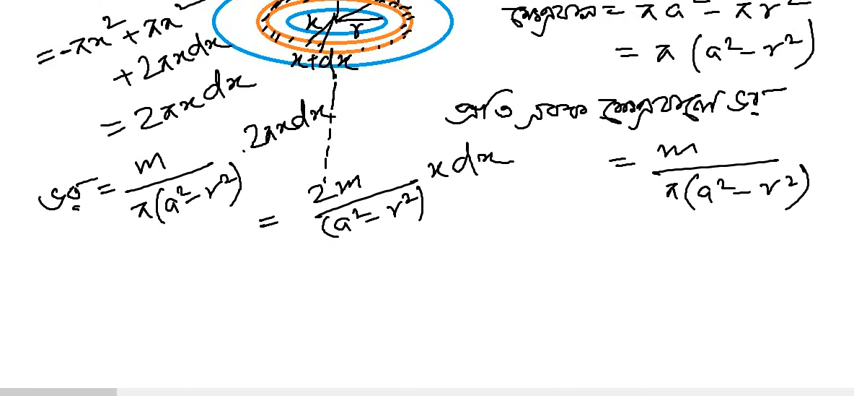 = -πx² + πx²
+ 2πxdx
= 2πxdx
ভর = m/π(a²-r²) . 2πxdx
= 2m/(a²-r²) xdx
x r
x+dx
ক্ষেত্রফল = πa² - πr²
= π(a²-r²)
প্রতি একক ক্ষেত্রফলের ভর
= m/π(a²-r²)